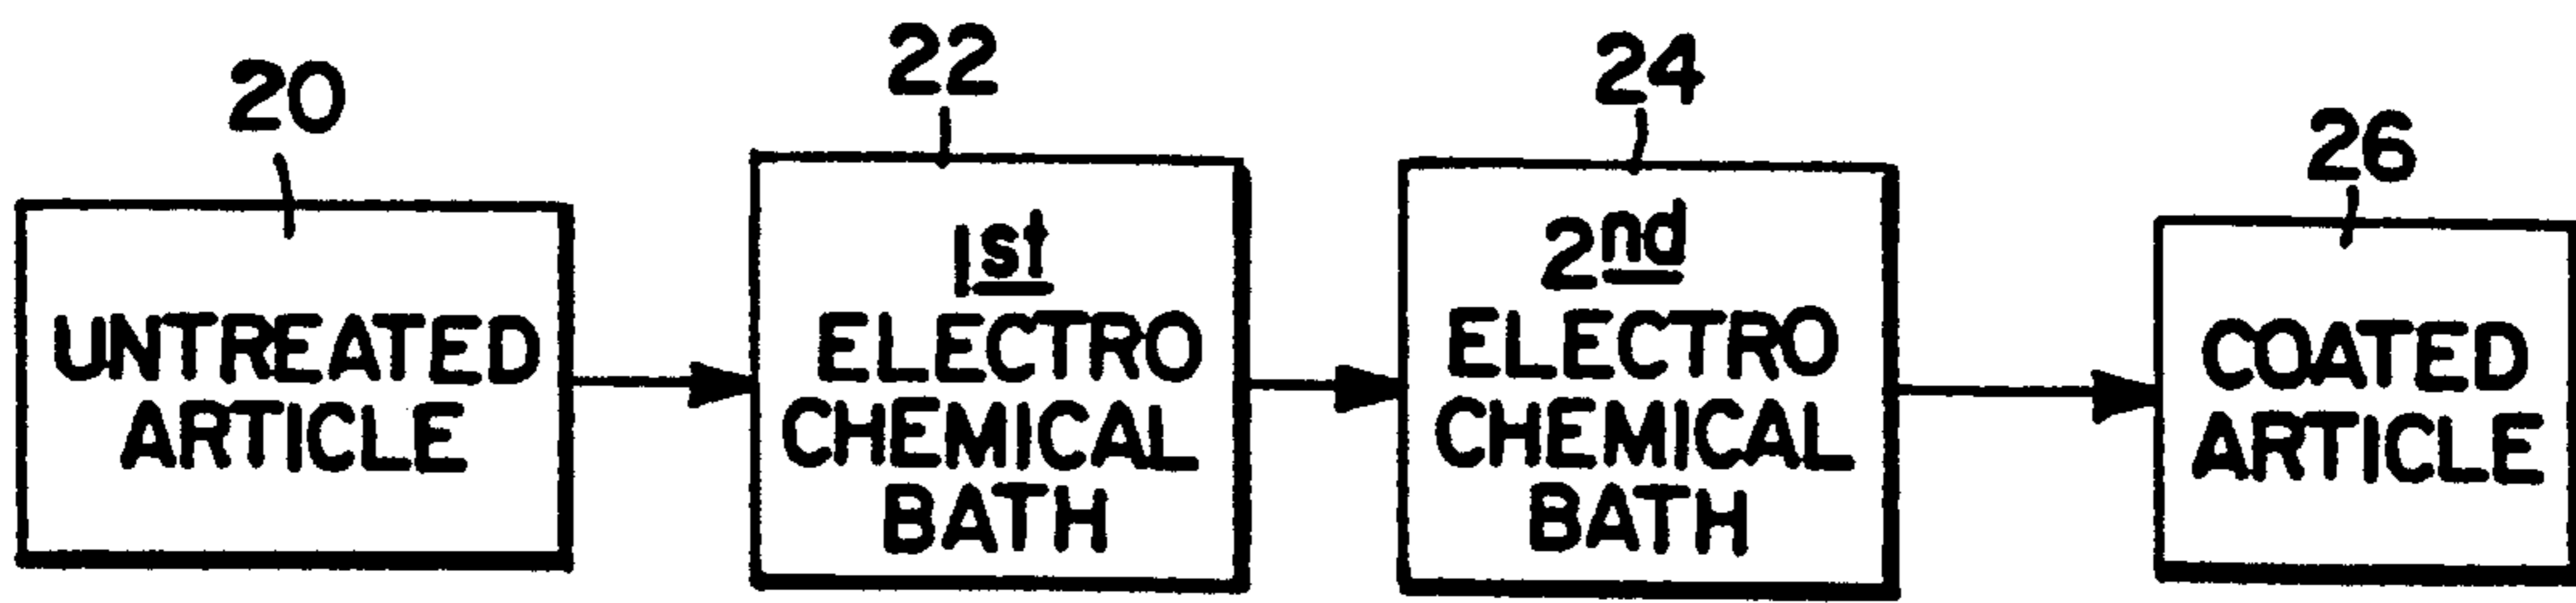 20
UNTREATED
ARTICLE
22
1st
ELECTRO
CHEMICAL
BATH
24
2nd
ELECTRO
CHEMICAL
BATH
26
COATED
ARTICLE